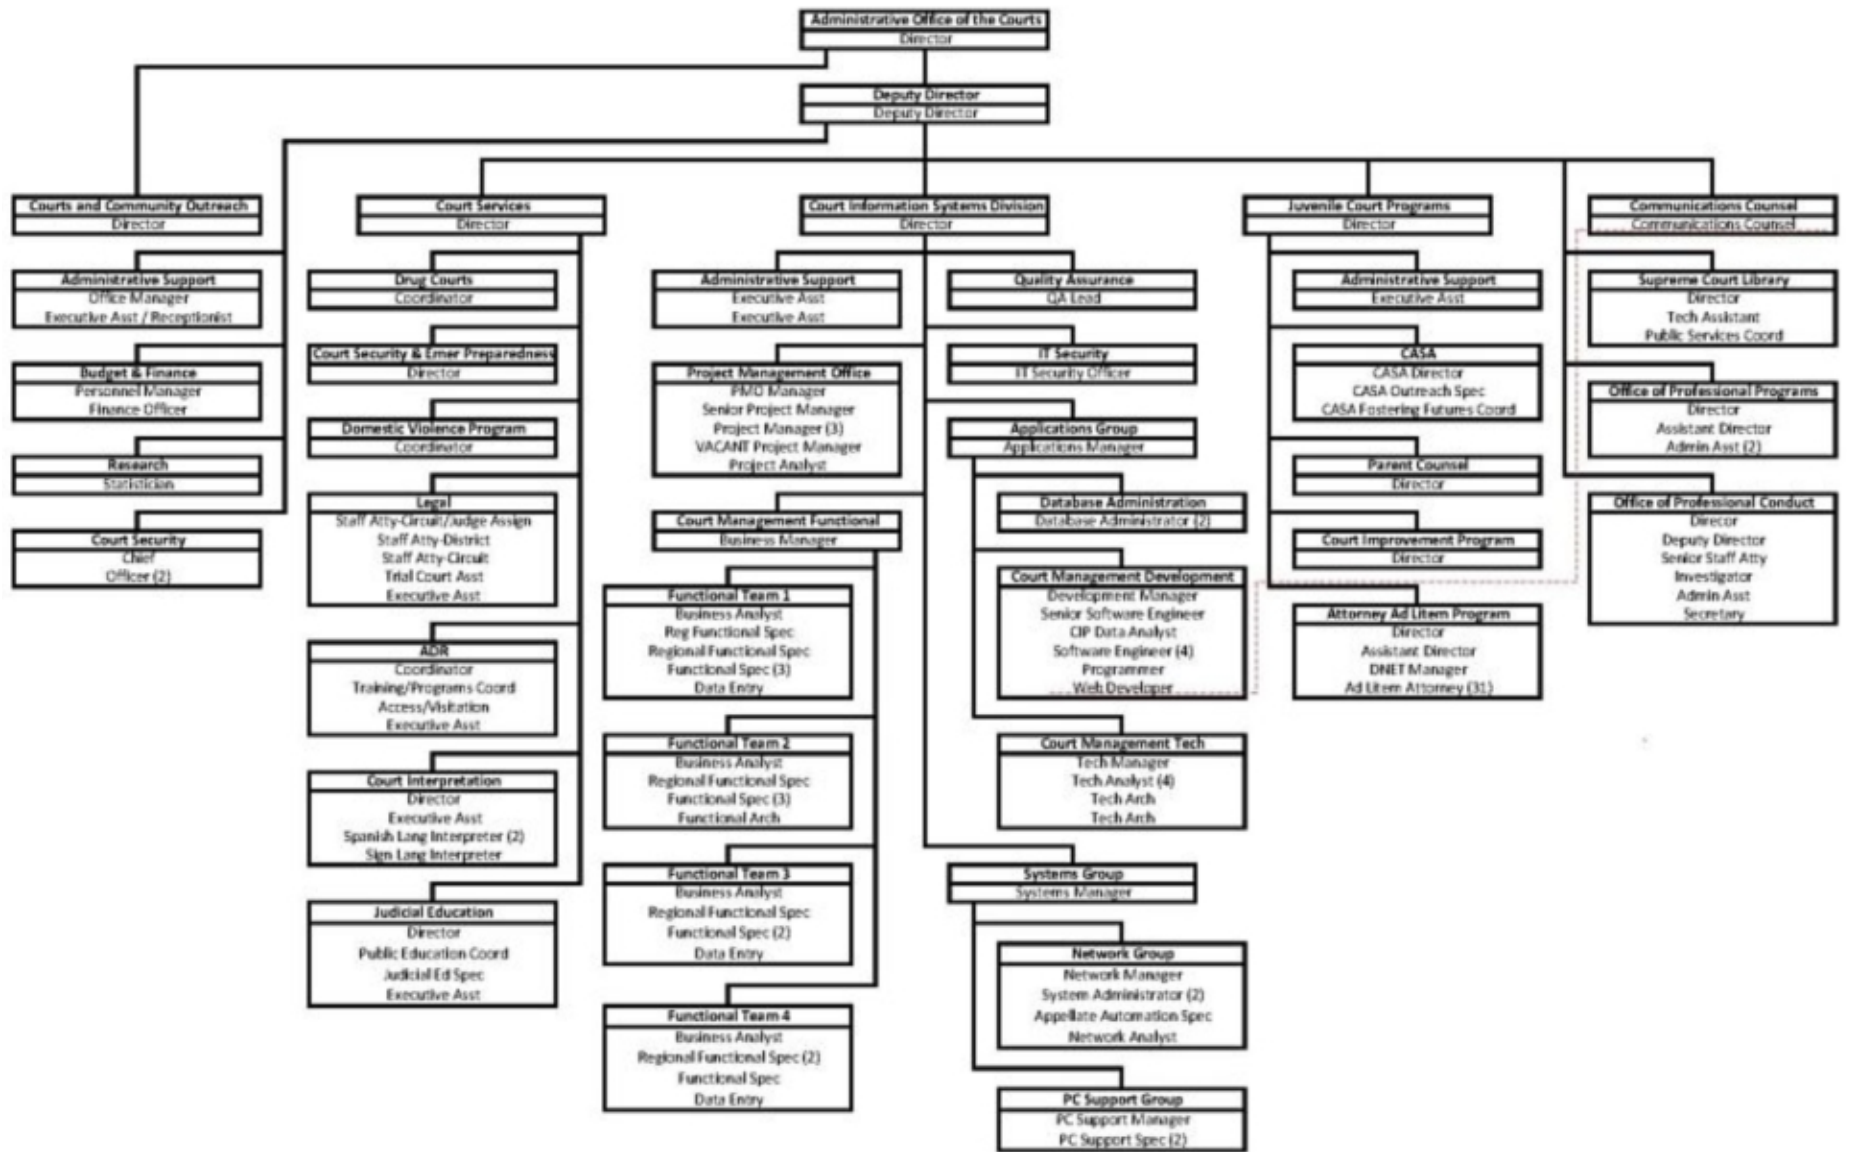 Administrative Office of the Courts
Director
Deputy Director
Deputy Director
Courts and Community Outreach
Director
Administrative Support
Office Manager
Executive Asst / Receptionist
Budget & Finance
Personnel Manager
Finance Officer
Research
Statistician
Court Security
Chief
Officer (2)
Court Services
Director
Drug Courts
Coordinator
Court Security & Emer Preparedness
Director
Domestic Violence Program
Coordinator
Legal
Staff Atty-Circuit/Judge Assign
Staff Atty-District
Staff Atty-Circuit
Trial Court Asst
Executive Asst
ADR
Coordinator
Training/Programs Coord
Access/Visitation
Executive Asst
Court Interpretation
Director
Executive Asst
Spanish Lang Interpreter (2)
Sign Lang Interpreter
Judicial Education
Director
Public Education Coord
Judicial Ed Spec
Executive Asst
Court Information Systems Division
Director
Administrative Support
Executive Asst
Executive Asst
Project Management Office
PMO Manager
Senior Project Manager
Project Manager (3)
VACANT Project Manager
Project Analyst
Court Management Functional
Business Manager
Functional Team 1
Business Analyst
Reg Functional Spec
Regional Functional Spec
Functional Spec (3)
Data Entry
Functional Team 2
Business Analyst
Regional Functional Spec
Functional Spec (3)
Functional Arch
Functional Team 3
Business Analyst
Regional Functional Spec
Functional Spec (2)
Data Entry
Functional Team 4
Business Analyst
Regional Functional Spec (2)
Functional Spec
Data Entry
Quality Assurance
QA Lead
IT Security
IT Security Officer
Applications Group
Applications Manager
Database Administration
Database Administrator (2)
Court Management Development
Development Manager
Senior Software Engineer
CIP Data Analyst
Software Engineer (4)
Programmer
Web Developer
Court Management Tech
Tech Manager
Tech Analyst (4)
Tech Arch
Tech Arch
Systems Group
Systems Manager
Network Group
Network Manager
System Administrator (2)
Appellate Automation Spec
Network Analyst
PC Support Group
PC Support Manager
PC Support Spec (2)
Juvenile Court Programs
Director
Administrative Support
Executive Asst
CASA
CASA Director
CASA Outreach Spec
CASA Fostering Futures Coord
Parent Counsel
Director
Court Improvement Program
Director
Attorney Ad Litem Program
Director
Assistant Director
DNET Manager
Ad Litem Attorney (31)
Communications Counsel
Communications Counsel
Supreme Court Library
Director
Tech Assistant
Public Services Coord
Office of Professional Programs
Director
Assistant Director
Admin Asst (2)
Office of Professional Conduct
Direcor
Deputy Director
Senior Staff Atty
Investigator
Admin Asst
Secretary